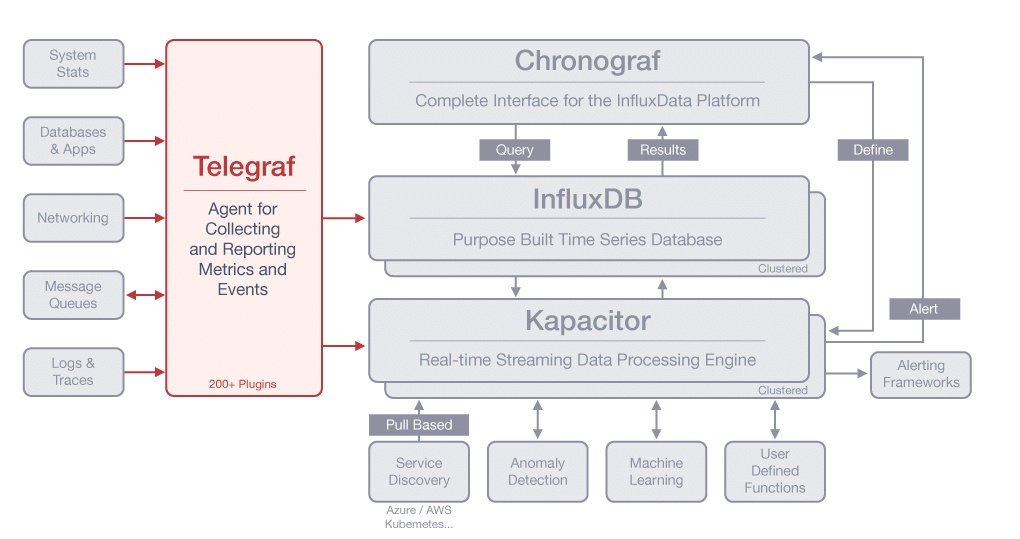 System
Stats
Databases
& Apps
Networking
Message
Queues
Logs &
Traces
Telegraf
Agent for
Collecting
and Reporting
Metrics and
Events
200+ Plugins
Chronograf
Complete Interface for the InfluxData Platform
Query
Results
Define
InfluxDB
Purpose Built Time Series Database
Clustered
Alert
Kapacitor
Real-time Streaming Data Processing Engine
Clustered
Alerting
Frameworks
Pull Based
Service
Discovery
Azure / AWS
Kubernetes...
Anomaly
Detection
Machine
Learning
User
Defined
Functions